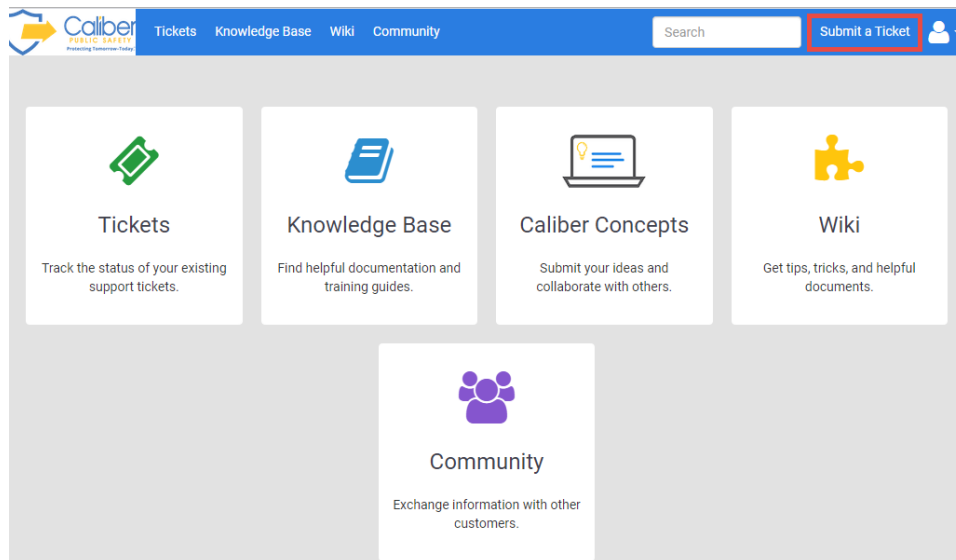 Caliber
PUBLIC SAFETY
Protecting Tomorrow-Today
Tickets Knowledge Base Wiki Community Search Submit a Ticket
Tickets
Track the status of your existing
support tickets.
Knowledge Base
Find helpful documentation and
training guides.
Caliber Concepts
Submit your ideas and
collaborate with others.
Wiki
Get tips, tricks, and helpful
documents.
Community
Exchange information with other
customers.